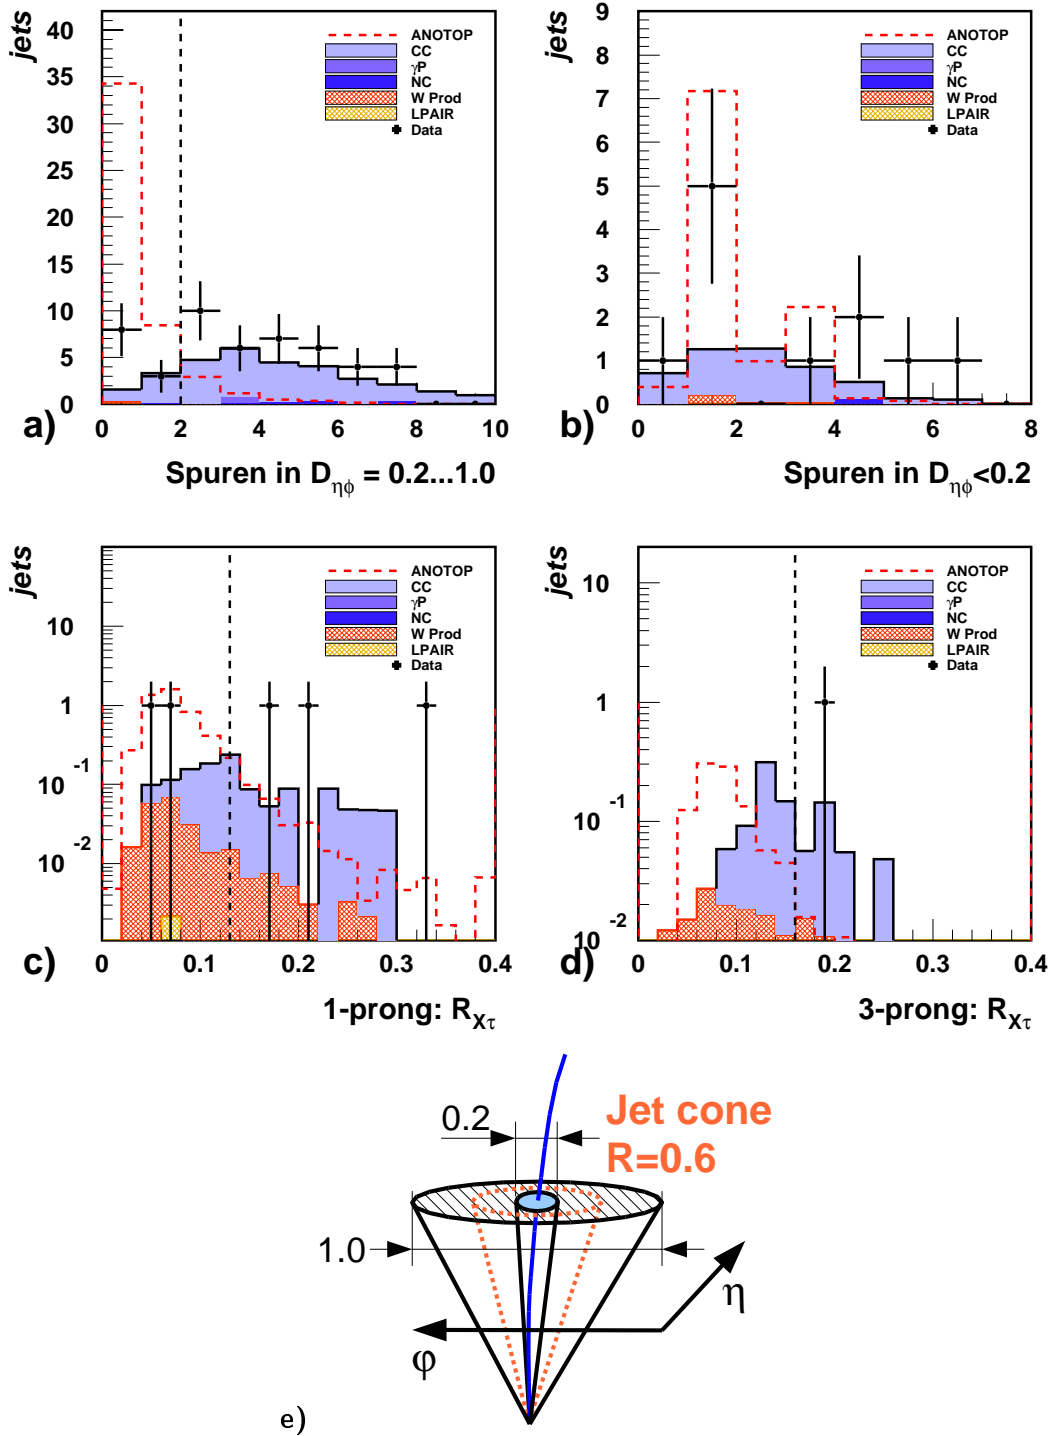 jets
40
35
30
25
20
15
10
5
0
0 2 4 6 8 10
ANOTOP
CC
γP
NC
W Prod
LPAIR
Data
a)
Spuren in Dηϕ = 0.2...1.0
jets
9
8
7
6
5
4
3
2
1
0
0 2 4 6 8
ANOTOP
CC
γP
NC
W Prod
LPAIR
Data
b)
Spuren in Dηϕ<0.2
jets
10
1
10 -1
10 -2
0 0.1 0.2 0.3 0.4
ANOTOP
CC
γP
NC
W Prod
LPAIR
Data
c)
1-prong: RXτ
jets
10
1
10 -1
10 -2
0 0.1 0.2 0.3 0.4
ANOTOP
CC
γP
NC
W Prod
LPAIR
Data
d)
3-prong: RXτ
0.2
Jet cone
R=0.6
1.0
η
φ
e)